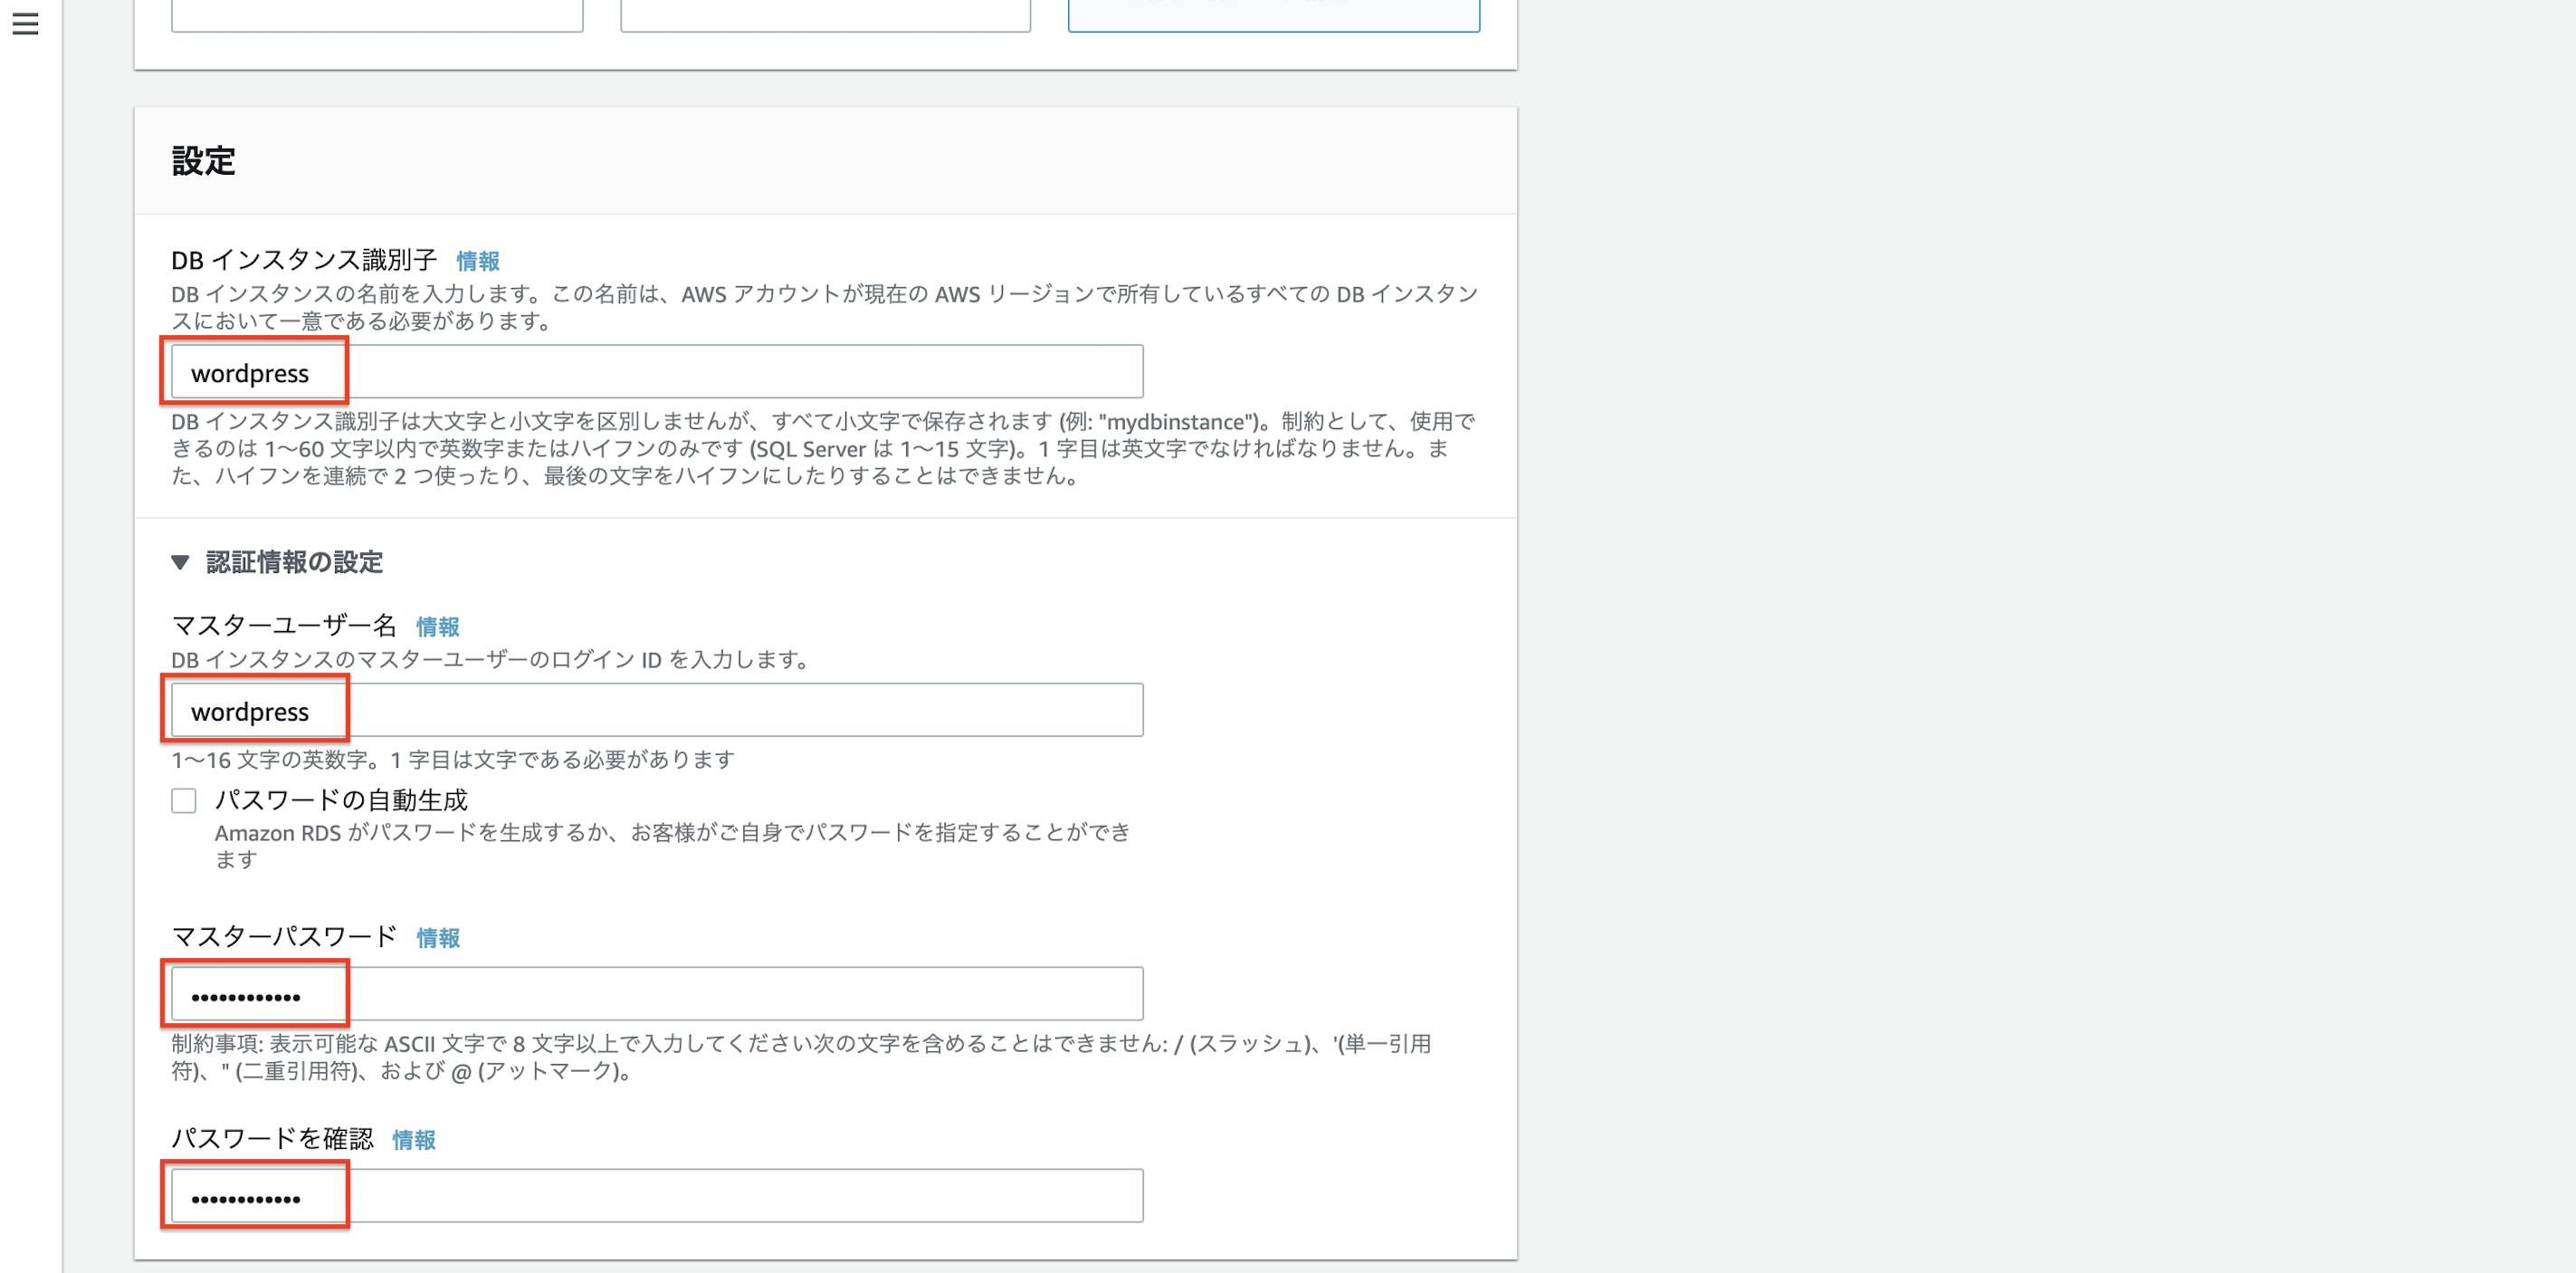 設定
DB インスタンス識別子 情報
DB インスタンスの名前を入力します。この名前は、AWS アカウントが現在の AWS リージョンで所有しているすべての DB インスタン
スにおいて一意である必要があります。
wordpress
DB インスタンス識別子は大文字と小文字を区別しませんが、すべて小文字で保存されます (例: "mydbinstance")。制約として、使用で
きるのは 1〜60 文字以内で英数字またはハイフンのみです (SQL Server は 1〜15 文字)。1 字目は英文字でなければなりません。ま
た、ハイフンを連続で 2 つ使ったり、最後の文字をハイフンにしたりすることはできません。
▼ 認証情報の設定
マスターユーザー名 情報
DB インスタンスのマスターユーザーのログイン ID を入力します。
wordpress
1〜16 文字の英数字。1 字目は文字である必要があります
パスワードの自動生成
Amazon RDS がパスワードを生成するか、お客様がご自身でパスワードを指定することができ
ます
マスターパスワード 情報
••••••••••••
制約事項: 表示可能な ASCII 文字で 8 文字以上で入力してください次の文字を含めることはできません: / (スラッシュ)、'(単一引用
符)、" (二重引用符)、および @ (アットマーク)。
パスワードを確認 情報
••••••••••••